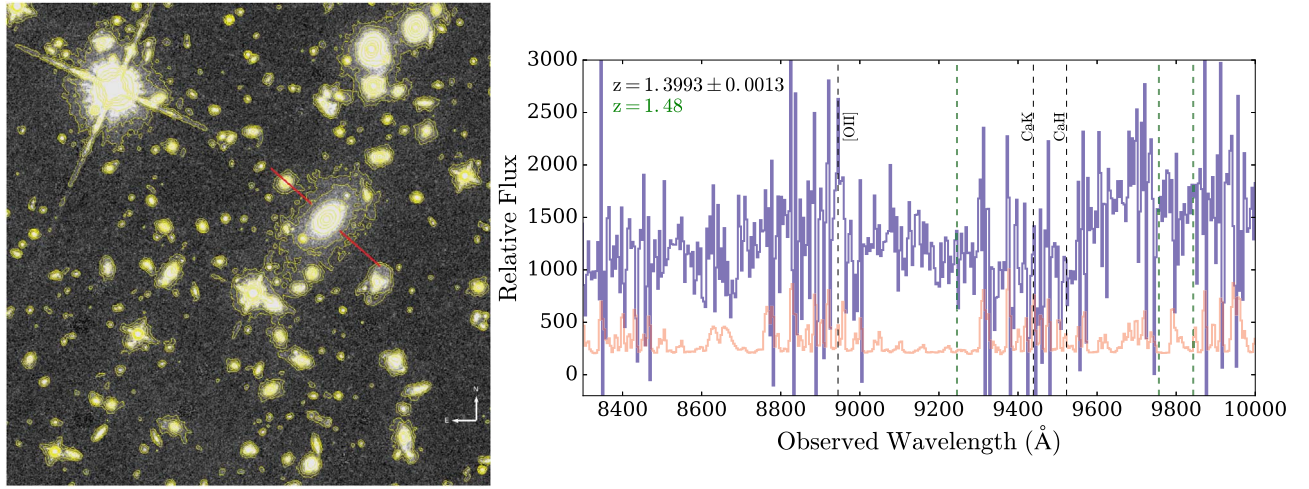 N
E
3000
2500
2000
1500
1000
500
0
Relative Flux
z = 1.3993 ± 0.0013
z = 1.48
[OII]
CaK
CaH
8400 8600 8800 9000 9200 9400 9600 9800 10000
Observed Wavelength (Å)